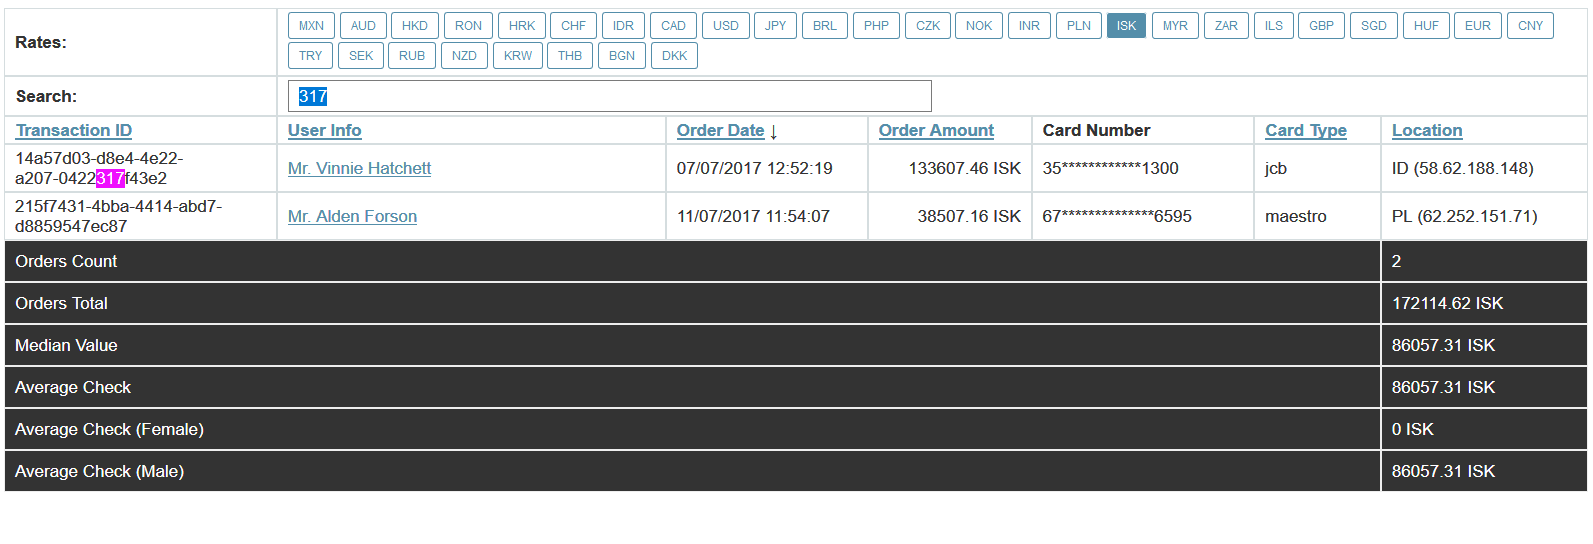 Rates:
MXN AUD HKD RON HRK CHF IDR CAD USD JPY BRL PHP CZK NOK INR PLN ISK MYR ZAR ILS GBP SGD HUF EUR CNY
TRY SEK RUB NZD KRW THB BGN DKK
Search: 317
Transaction ID User Info Order Date ↓ Order Amount Card Number Card Type Location
14a57d03-d8e4-4e22-
a207-0422317f43e2 Mr. Vinnie Hatchett 07/07/2017 12:52:19 133607.46 ISK 35************1300 jcb ID (58.62.188.148)
215f7431-4bba-4414-abd7-
d8859547ec87 Mr. Alden Forson 11/07/2017 11:54:07 38507.16 ISK 67**************6595 maestro PL (62.252.151.71)
Orders Count 2
Orders Total 172114.62 ISK
Median Value 86057.31 ISK
Average Check 86057.31 ISK
Average Check (Female) 0 ISK
Average Check (Male) 86057.31 ISK